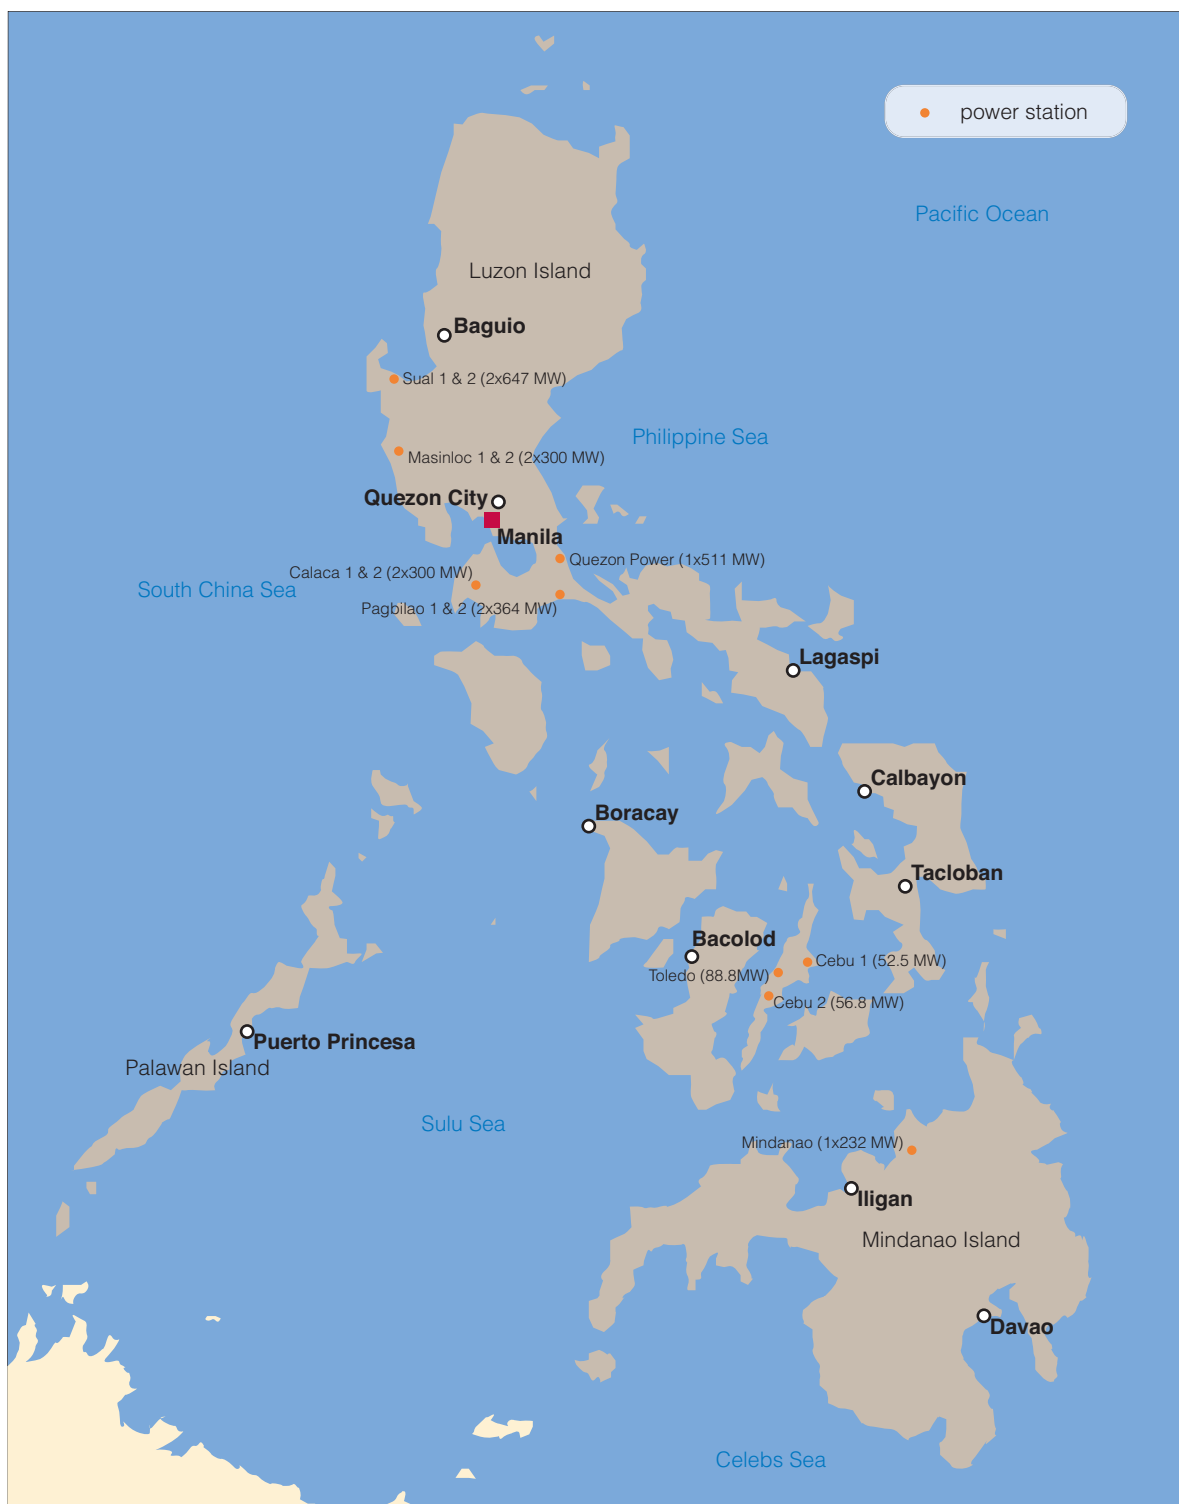 power station
Pacific Ocean
Luzon Island
Baguio
Sual 1 & 2 (2x647 MW)
Philippine Sea
Masinloc 1 & 2 (2x300 MW)
Quezon City
Manila
Quezon Power (1x511 MW)
Calaca 1 & 2 (2x300 MW)
South China Sea
Pagbilao 1 & 2 (2x364 MW)
Lagaspi
Calbayon
Boracay
Tacloban
Bacolod
Cebu 1 (52.5 MW)
Toledo (88.8MW)
Cebu 2 (56.8 MW)
Puerto Princesa
Palawan Island
Sulu Sea
Mindanao (1x232 MW)
Iligan
Mindanao Island
Davao
Celebs Sea